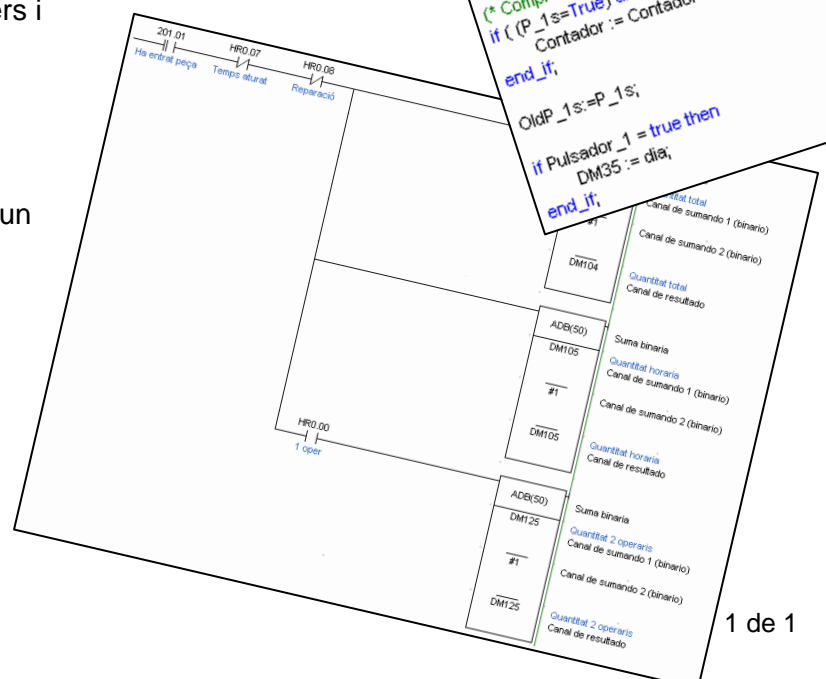 ers i
un
(* Comp
if ( (P_1s=True)
Contador := Contador
end_if;
OldP_1s:=P_1s;
if Pulsador_1 = true then
DM35 := dia;
end_if;
201.01
Ha entrat peça
HR0.07
Temps aturat
HR0.08
Reparació
total
#1
Canal de sumando 1 (binario)
Canal de sumando 2 (binario)
DM104
Quantitat total
Canal de resultado
ADB(50)
Suma binaria
DM105
Quantitat horaria
Canal de sumando 1 (binario)
#1
Canal de sumando 2 (binario)
DM105
Quantitat horaria
Canal de resultado
HR0.00
1 oper
ADB(50)
Suma binaria
DM125
Quantitat 2 operaris
Canal de sumando 1 (binario)
#1
Canal de sumando 2 (binario)
DM125
Quantitat 2 operaris
Canal de resultado
1 de 1